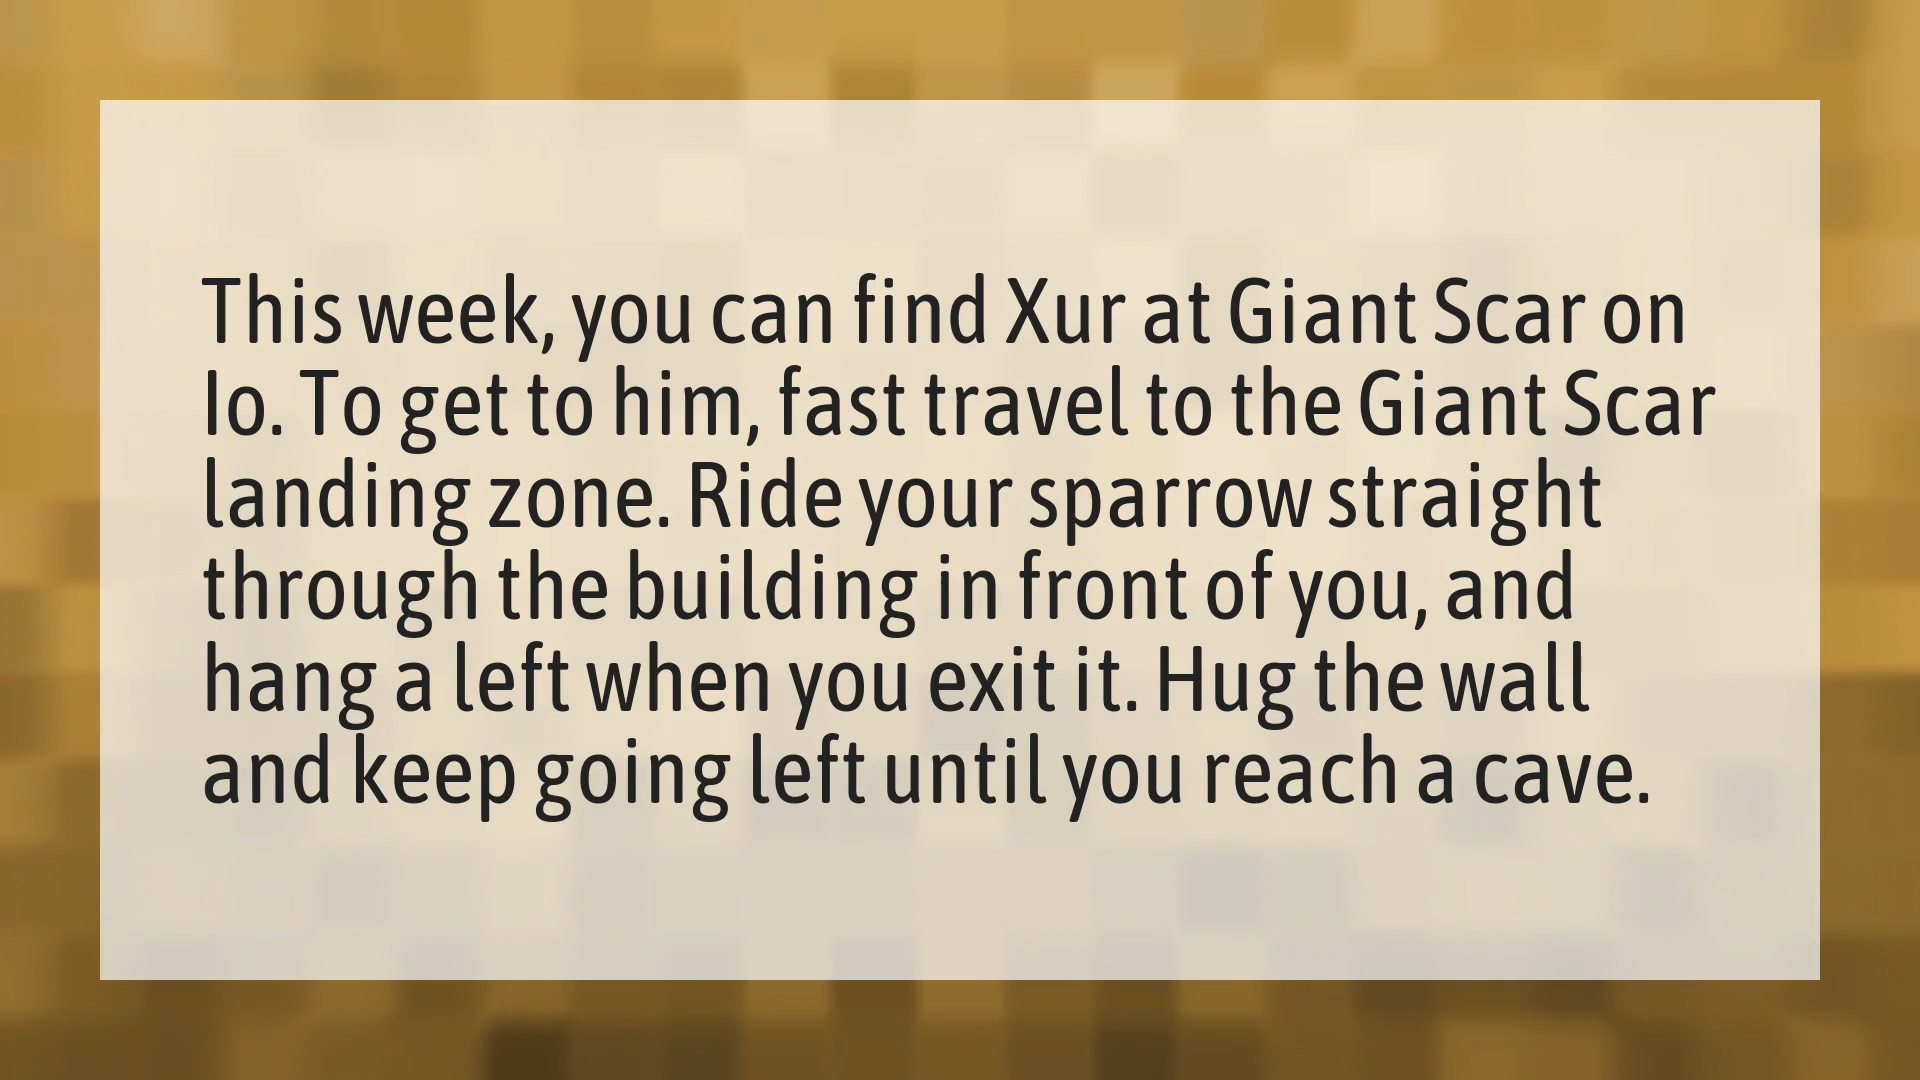 This week, you can find Xur at Giant Scar on
Io. To get to him, fast travel to the Giant Scar
landing zone. Ride your sparrow straight
through the building in front of you, and
hang a left when you exit it. Hug the wall
and keep going left until you reach a cave.